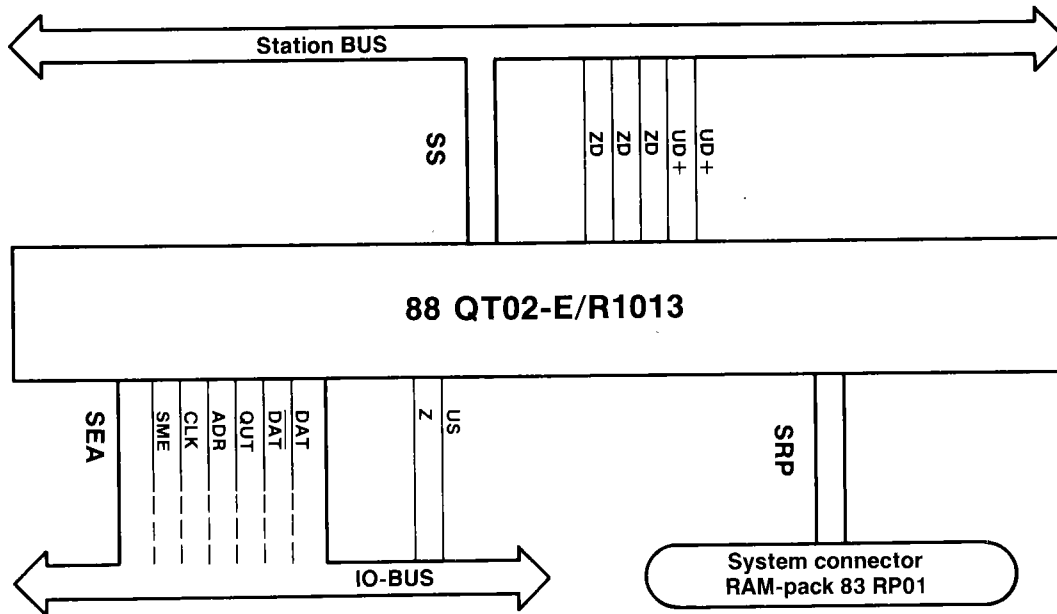 Station BUS
SS
ZD
ZD
ZD
UD+
UD+
88 QT02-E/R1013
SEA
SME
CLK
ADR
QUT
DAT
DAT
Z
US
SRP
IO-BUS
System connector
RAM-pack 83 RP01